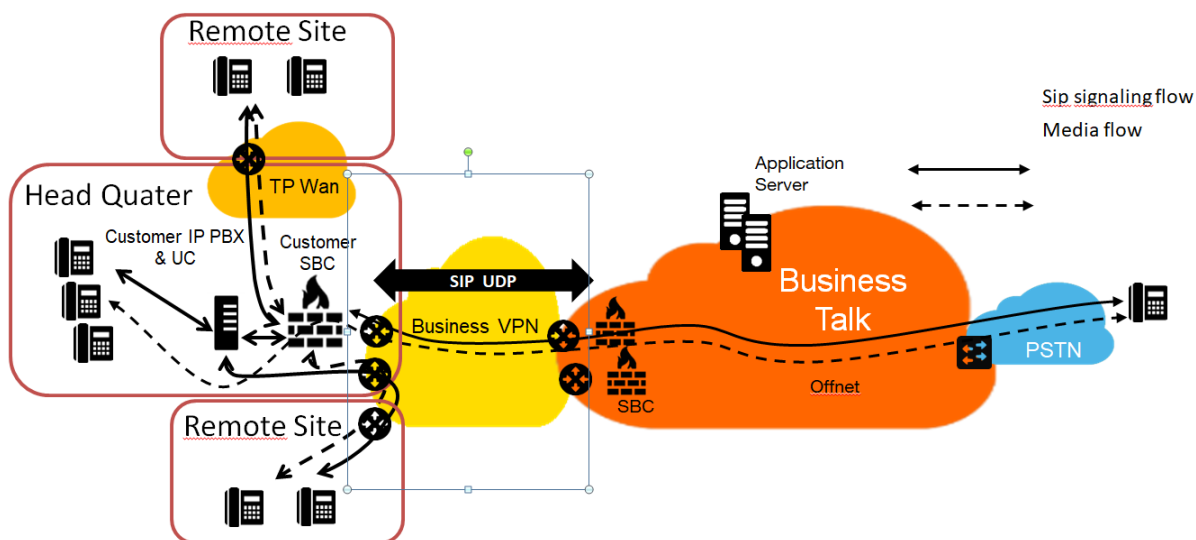 Remote Site
Sip signaling flow
Media flow
Application
Server
TP Wan
Head Quater
Customer IP PBX
& UC
Customer
SBC
SIP UDP
Business VPN
Business
Talk
PSTN
Offnet
SBC
Remote Site